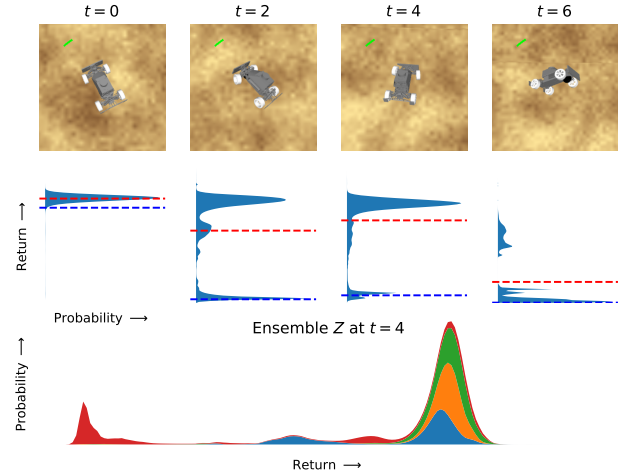 t = 0
t = 2
t = 4
t = 6
Return →
Probability →
Ensemble Z at t = 4
Probability →
Return →